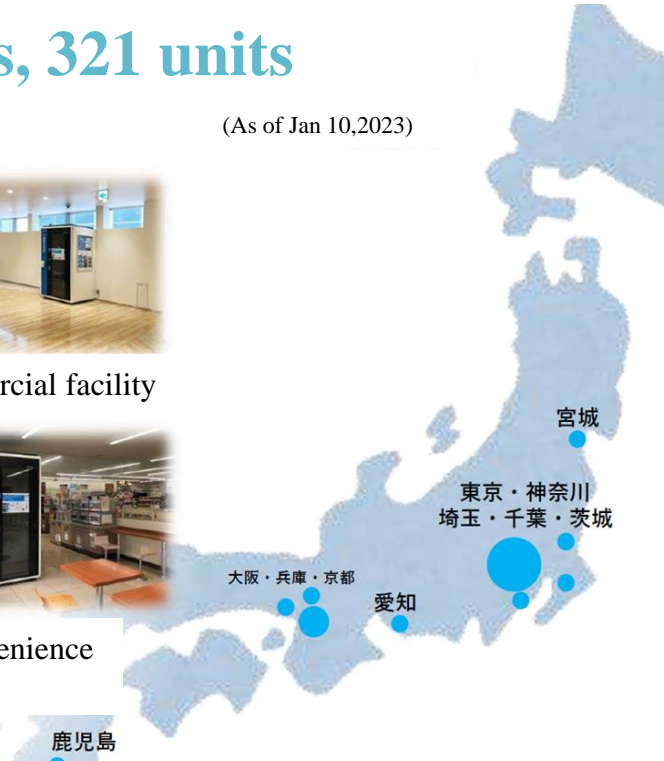 s, 321 units
(As of Jan 10,2023)
rcial facility
宮城
東京・神奈川
埼玉・千葉・茨城
大阪・兵庫・京都
愛知
enience
鹿児島